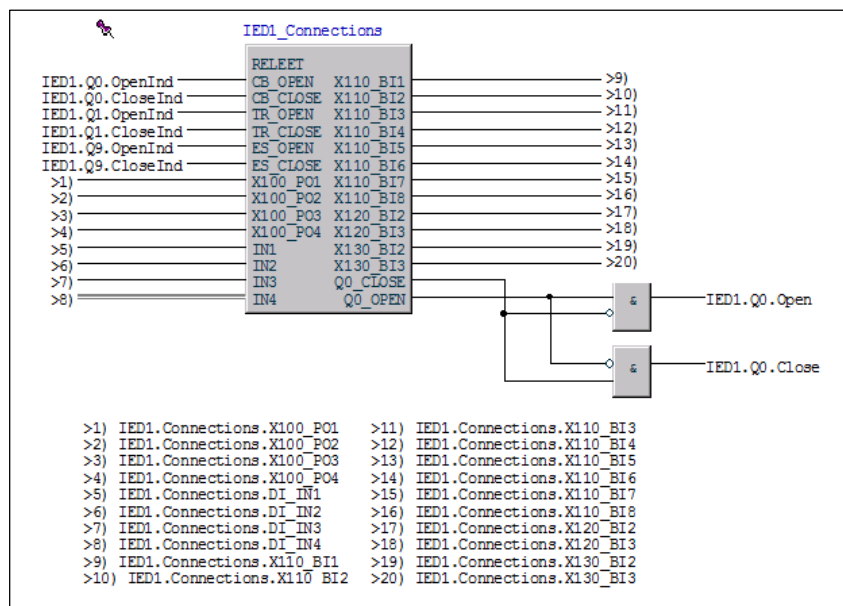 IED1_Connections
RELEET
IED1.Q0.OpenInd CB_OPEN X110_BI1 >9)
IED1.Q0.CloseInd CB_CLOSE X110_BI2 >10)
IED1.Q1.OpenInd TR_OPEN X110_BI3 >11)
IED1.Q1.CloseInd TR_CLOSE X110_BI4 >12)
IED1.Q9.OpenInd ES_OPEN X110_BI5 >13)
IED1.Q9.CloseInd ES_CLOSE X110_BI6 >14)
>1) X100_PO1 X110_BI7 >15)
>2) X100_PO2 X110_BI8 >16)
>3) X100_PO3 X120_BI2 >17)
>4) X100_PO4 X120_BI3 >18)
>5) IN1 X130_BI2 >19)
>6) IN2 X130_BI3 >20)
>7) IN3 Q0_CLOSE
>8) IN4 Q0_OPEN & IED1.Q0.Open
& IED1.Q0.Close
>1) IED1.Connections.X100_PO1 >11) IED1.Connections.X110_BI3
>2) IED1.Connections.X100_PO2 >12) IED1.Connections.X110_BI4
>3) IED1.Connections.X100_PO3 >13) IED1.Connections.X110_BI5
>4) IED1.Connections.X100_PO4 >14) IED1.Connections.X110_BI6
>5) IED1.Connections.DI_IN1 >15) IED1.Connections.X110_BI7
>6) IED1.Connections.DI_IN2 >16) IED1.Connections.X110_BI8
>7) IED1.Connections.DI_IN3 >17) IED1.Connections.X120_BI2
>8) IED1.Connections.DI_IN4 >18) IED1.Connections.X120_BI3
>9) IED1.Connections.X110_BI1 >19) IED1.Connections.X130_BI2
>10) IED1.Connections.X110 BI2 >20) IED1.Connections.X130_BI3